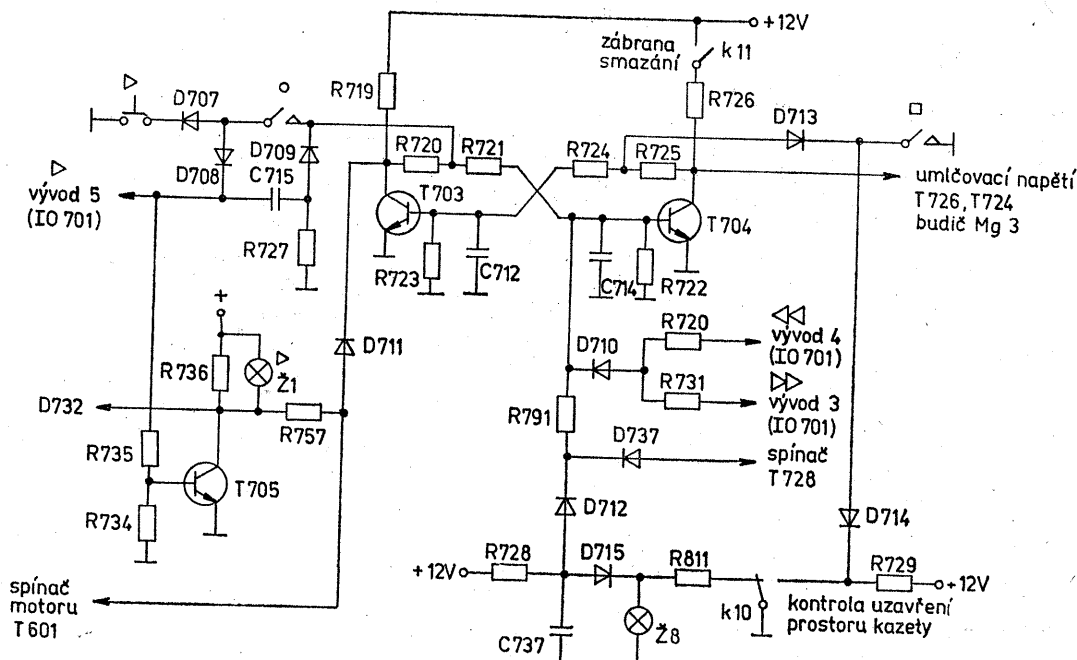 +12V
zábrana
smazání
k11
R719
R726
▷
D707
D713
□
D709
R720
R721
R724
R725
D708
C715
▷
vývod 5
(IO 701)
T703
T704
umlčovací napětí
T726, T724
budič Mg 3
R727
R723
C712
C714
R722
+
R736
▷
Ž1
D711
D710
R720
◁◁
vývod 4
(IO 701)
R731
▷▷
vývod 3
(IO 701)
D732
R757
R791
D737
spínač
T728
R735
T705
R734
D712
D714
+12V
R728
D715
R811
R729
+12V
k10
kontrola uzavření
prostoru kazety
spínač
motoru
T601
C737
Ž8